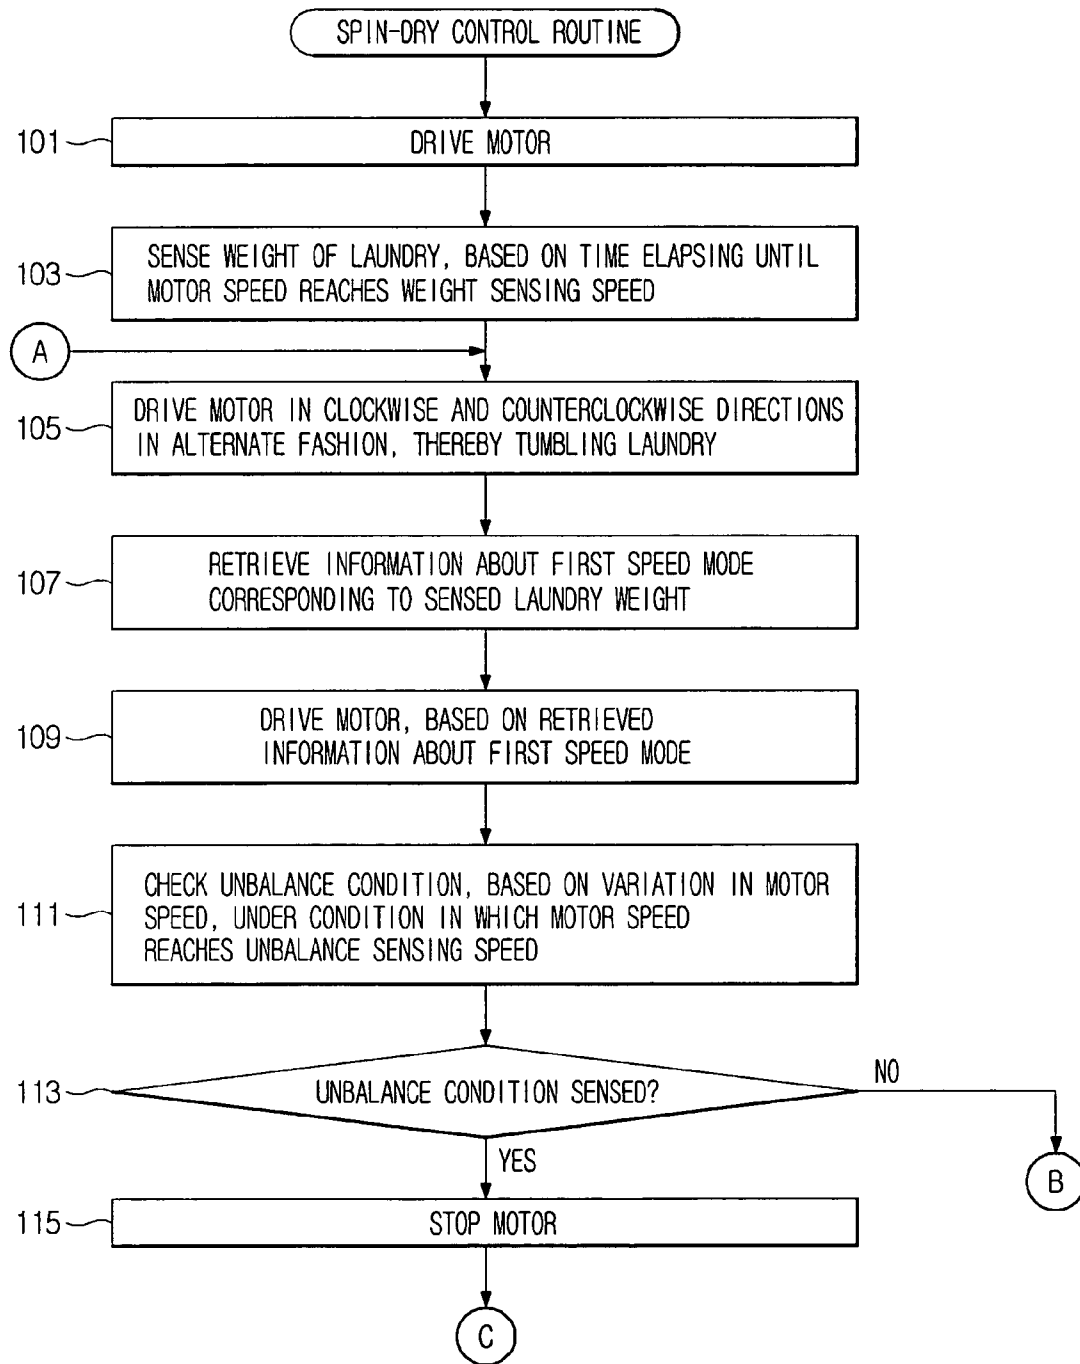 SPIN-DRY CONTROL ROUTINE
101
DRIVE MOTOR
103
SENSE WEIGHT OF LAUNDRY, BASED ON TIME ELAPSING UNTIL
MOTOR SPEED REACHES WEIGHT SENSING SPEED
A
105
DRIVE MOTOR IN CLOCKWISE AND COUNTERCLOCKWISE DIRECTIONS
IN ALTERNATE FASHION, THEREBY TUMBLING LAUNDRY
107
RETRIEVE INFORMATION ABOUT FIRST SPEED MODE
CORRESPONDING TO SENSED LAUNDRY WEIGHT
109
DRIVE MOTOR, BASED ON RETRIEVED
INFORMATION ABOUT FIRST SPEED MODE
111
CHECK UNBALANCE CONDITION, BASED ON VARIATION IN MOTOR
SPEED, UNDER CONDITION IN WHICH MOTOR SPEED
REACHES UNBALANCE SENSING SPEED
113
UNBALANCE CONDITION SENSED?
NO
YES
B
115
STOP MOTOR
C